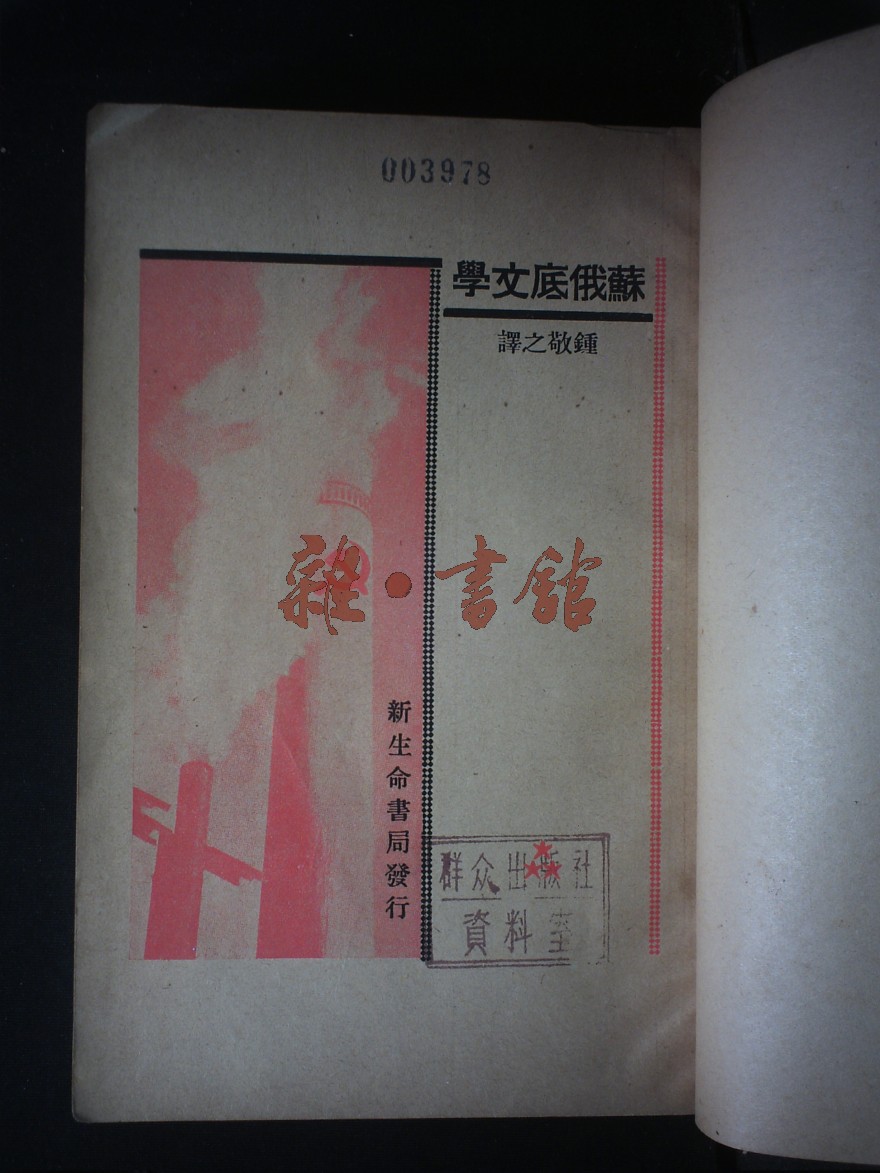 003978
蘇俄底文學
鍾敬之譯
雜·書館
新生命書局發行
群众出版社
資料室